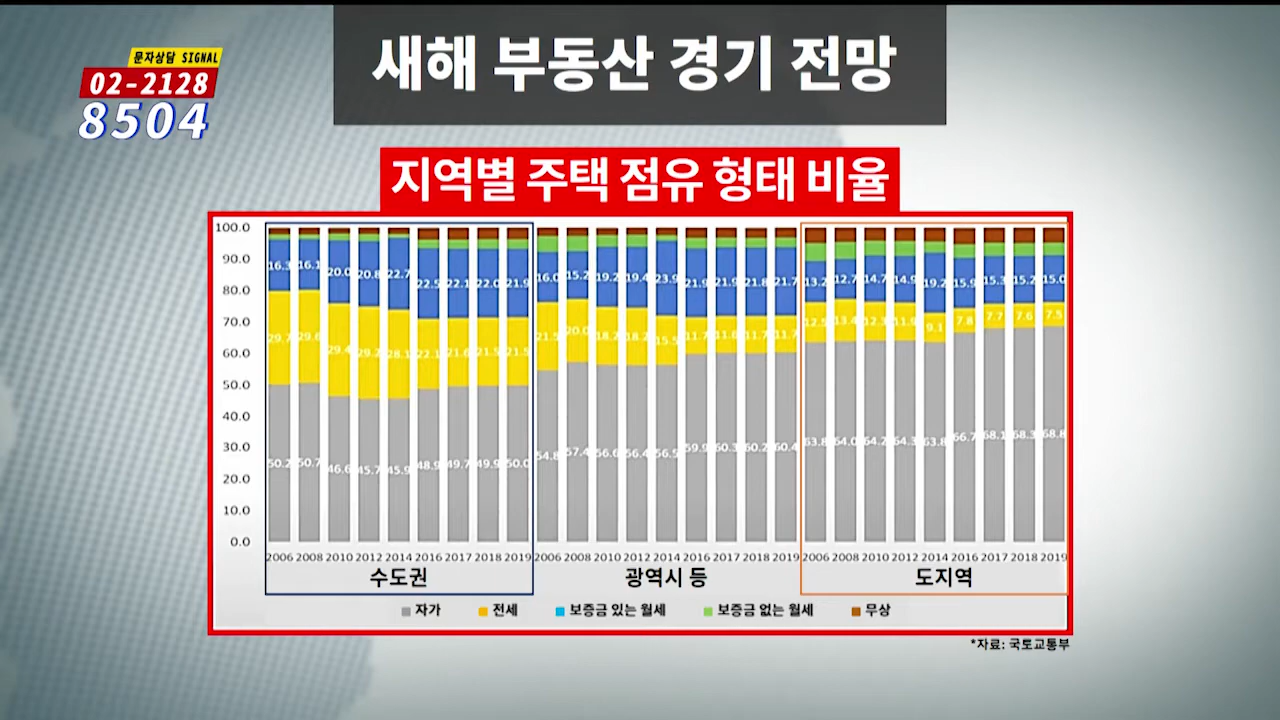 문자상담 SIGNAL
02-2128
8504
새해 부동산 경기 전망
지역별 주택 점유 형태 비율
100.0
90.0
80.0
70.0
60.0
50.0
40.0
30.0
20.0
10.0
0.0
16.3 16.1 20.0 20.8 22.7 22.5 22.1 22.0 21.9 16.0 15.2 19.2 19.4 23.9 21.9 21.9 21.8 21.7 13.2 12.7 14.7 14.9 19.2 15.9 15.3 15.2 15.0
29.7 29.6 29.4 29.2 28.1 22.1 21.6 21.5 21.5 21.5 20.0 18.2 18.2 15.5 11.7 11.6 11.7 11.7 12.5 13.4 12.3 11.9 9.1 7.8 7.7 7.6 7.5
50.2 50.7 46.6 45.7 45.9 48.9 49.7 49.9 50.0 54.8 57.4 56.6 56.4 56.5 59.9 60.3 60.2 60.4 63.8 64.0 64.2 64.3 63.8 66.7 68.1 68.3 68.8
2006 2008 2010 2012 2014 2016 2017 2018 2019 2006 2008 2010 2012 2014 2016 2017 2018 2019 2006 2008 2010 2012 2014 2016 2017 2018 2019
수도권 광역시 등 도지역
자가 전세 보증금 있는 월세 보증금 없는 월세 무상
*자료: 국토교통부